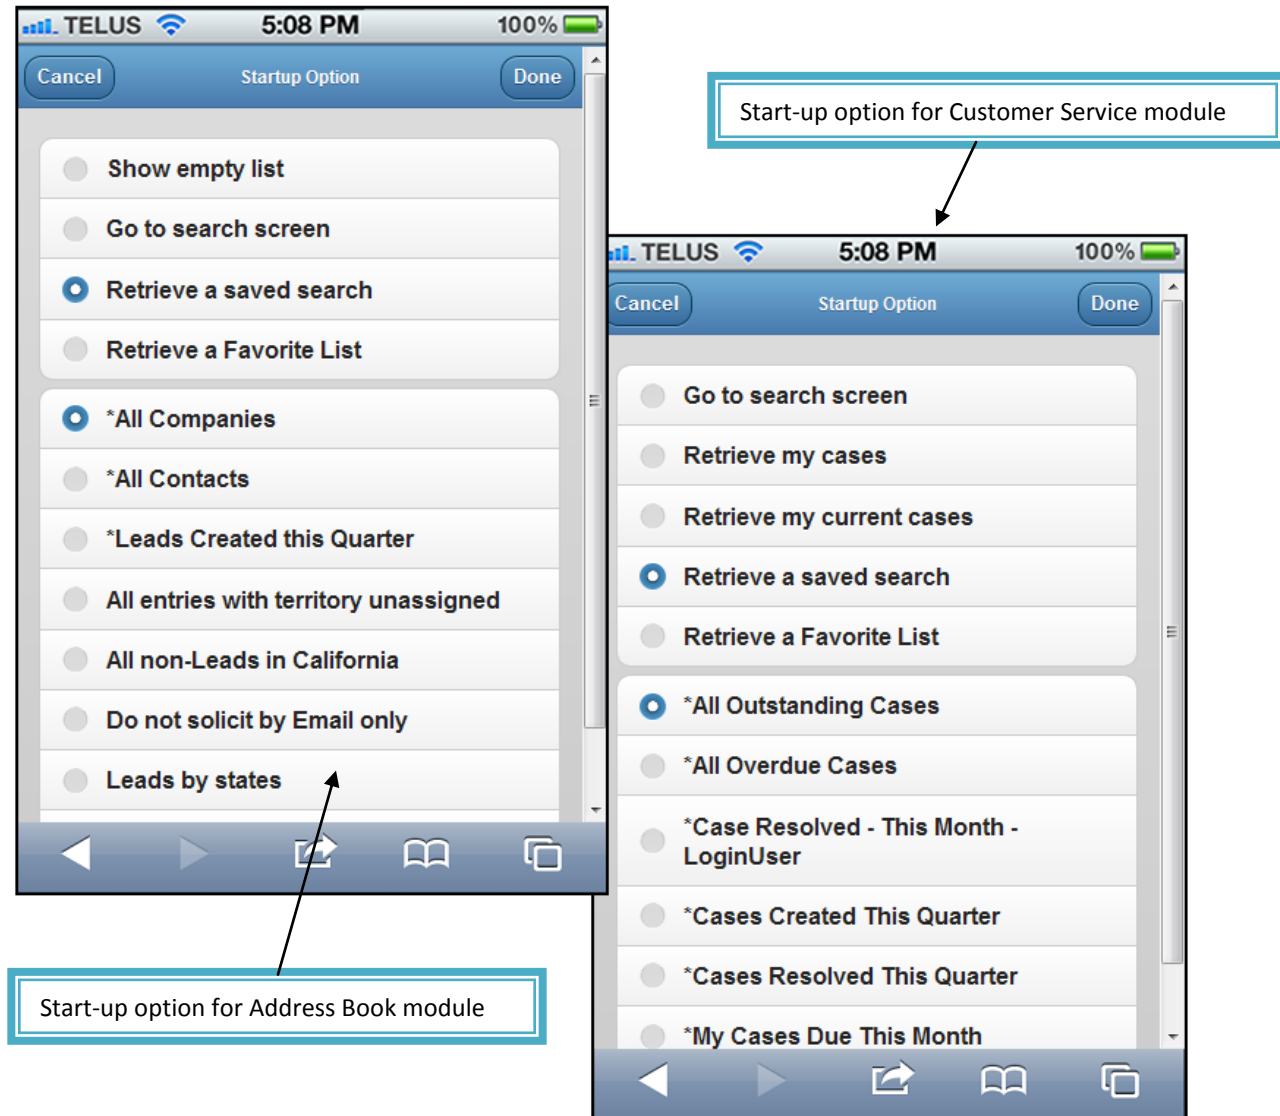 TELUS 5:08 PM 100%
Cancel Startup Option Done
Show empty list
Go to search screen
Retrieve a saved search
Retrieve a Favorite List
*All Companies
*All Contacts
*Leads Created this Quarter
All entries with territory unassigned
All non-Leads in California
Do not solicit by Email only
Leads by states
Start-up option for Address Book module
Start-up option for Customer Service module
TELUS 5:08 PM 100%
Cancel Startup Option Done
Go to search screen
Retrieve my cases
Retrieve my current cases
Retrieve a saved search
Retrieve a Favorite List
*All Outstanding Cases
*All Overdue Cases
*Case Resolved - This Month -
LoginUser
*Cases Created This Quarter
*Cases Resolved This Quarter
*My Cases Due This Month